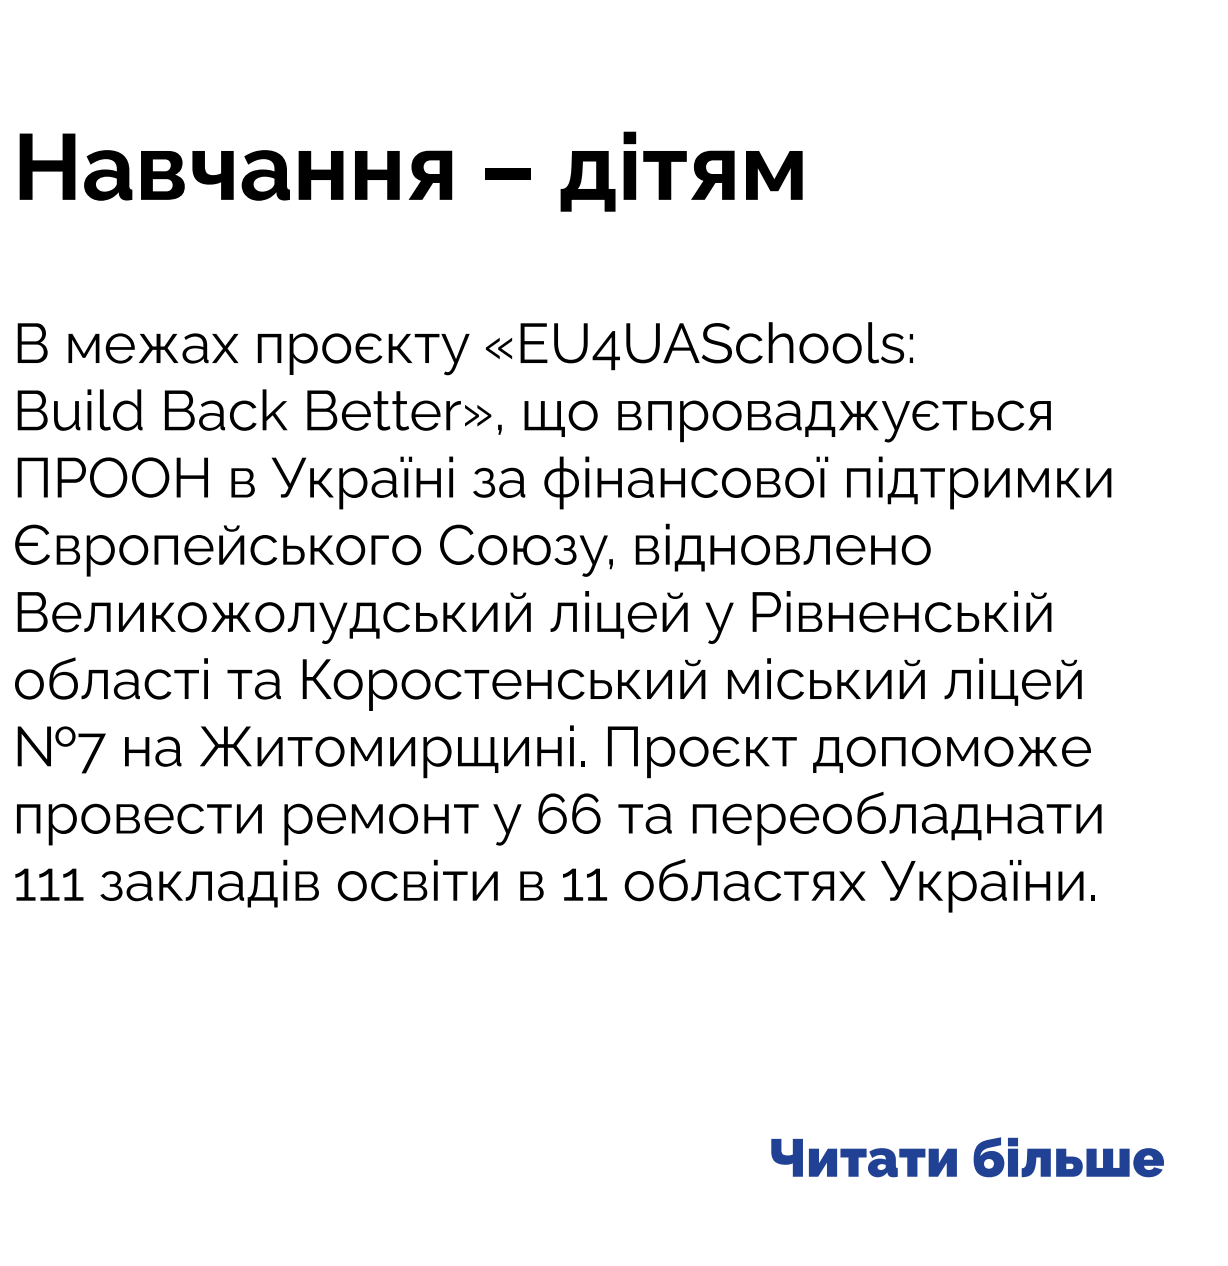 Навчання – дітям
В межах проєкту «EU4UASchools:
Build Back Better», що впроваджується
ПРООН в Україні за фінансової підтримки
Європейського Союзу, відновлено
Великожолудський ліцей у Рівненській
області та Коростенський міський ліцей
№7 на Житомирщині. Проєкт допоможе
провести ремонт у 66 та переобладнати
111 закладів освіти в 11 областях України.
Читати більше